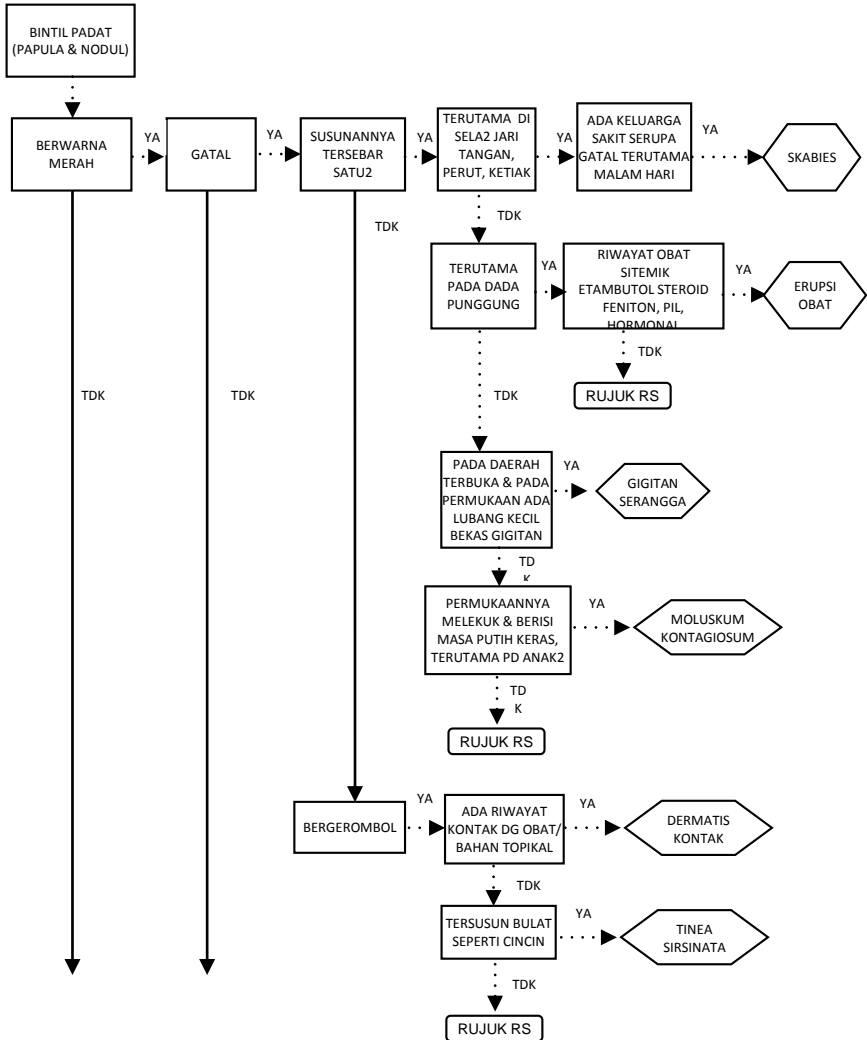 BINTIL PADAT
(PAPULA & NODUL)
BERWARNA
MERAH
YA
GATAL
YA
SUSUNANNYA
TERSEBAR
SATU2
YA
TERUTAMA DI
SELA2 JARI
TANGAN,
PERUT, KETIAK
YA
ADA KELUARGA
SAKIT SERUPA
GATAL TERUTAMA
MALAM HARI
YA
SKABIES
TDK
TDK
TERUTAMA
PADA DADA
PUNGGUNG
YA
RIWAYAT OBAT
SITEMIK
ETAMBUTOL STEROID
FENITON, PIL,
HORMONAL
YA
ERUPSI
OBAT
TDK
RUJUK RS
TDK
TDK
TDK
PADA DAERAH
TERBUKA & PADA
PERMUKAAN ADA
LUBANG KECIL
BEKAS GIGITAN
YA
GIGITAN
SERANGGA
TD
K
PERMUKAANNYA
MELEKUK & BERISI
MASA PUTIH KERAS,
TERUTAMA PD ANAK2
YA
MOLUSKUM
KONTAGIOSUM
TD
K
RUJUK RS
BERGEROMBOL
YA
ADA RIWAYAT
KONTAK DG OBAT/
BAHAN TOPIKAL
YA
DERMATIS
KONTAK
TDK
TERSUSUN BULAT
SEPERTI CINCIN
YA
TINEA
SIRSINATA
TDK
RUJUK RS